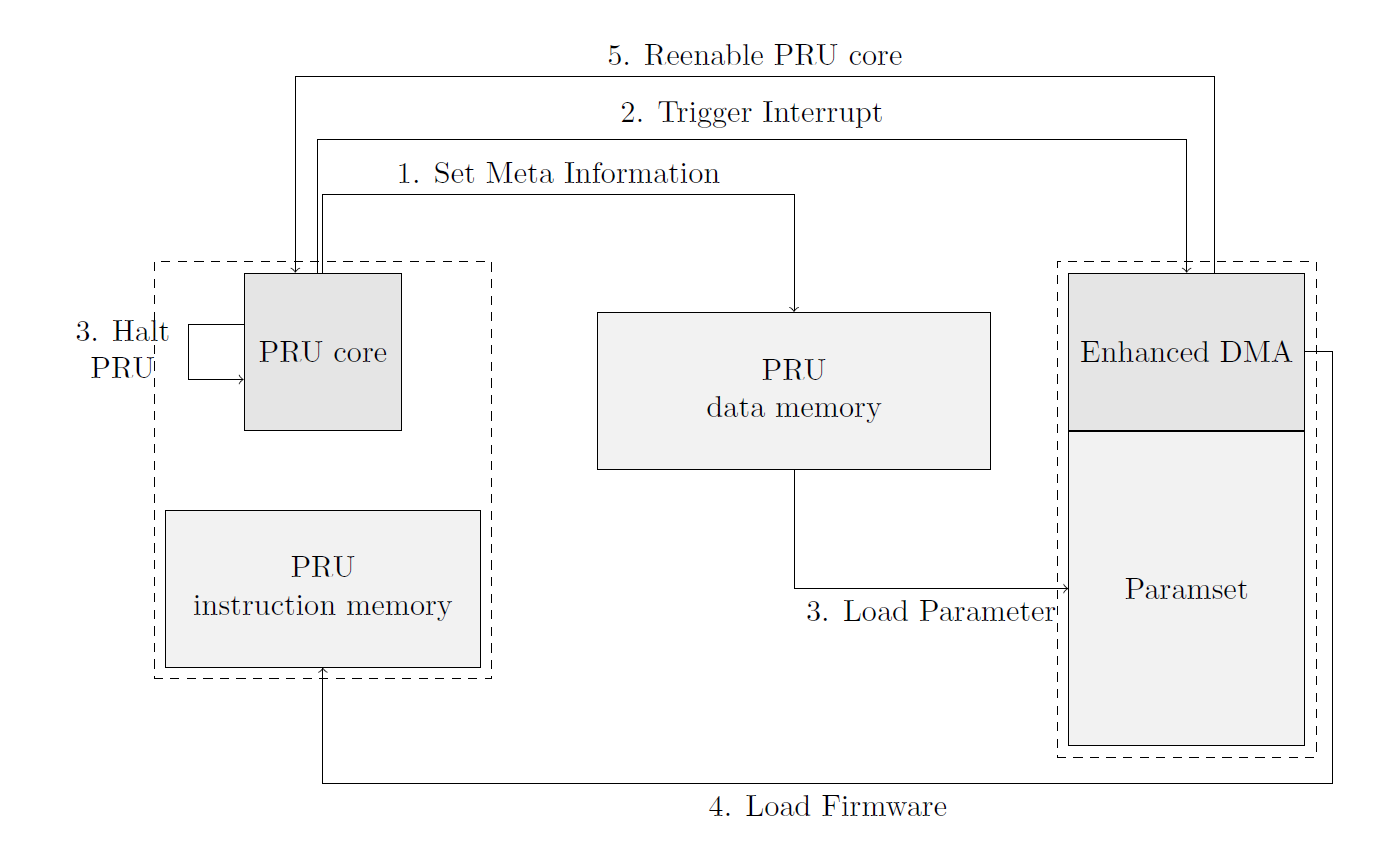 5. Reenable PRU core
2. Trigger Interrupt
1. Set Meta Information
3. Halt
PRU
PRU core
PRU
data memory
Enhanced DMA
PRU
instruction memory
Paramset
3. Load Parameter
4. Load Firmware